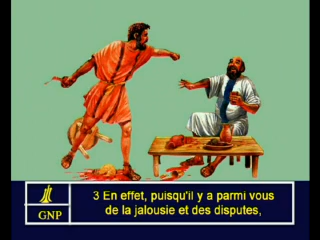 3 En effet, puisqu'il y a parmi vous
de la jalousie et des disputes,
GNP